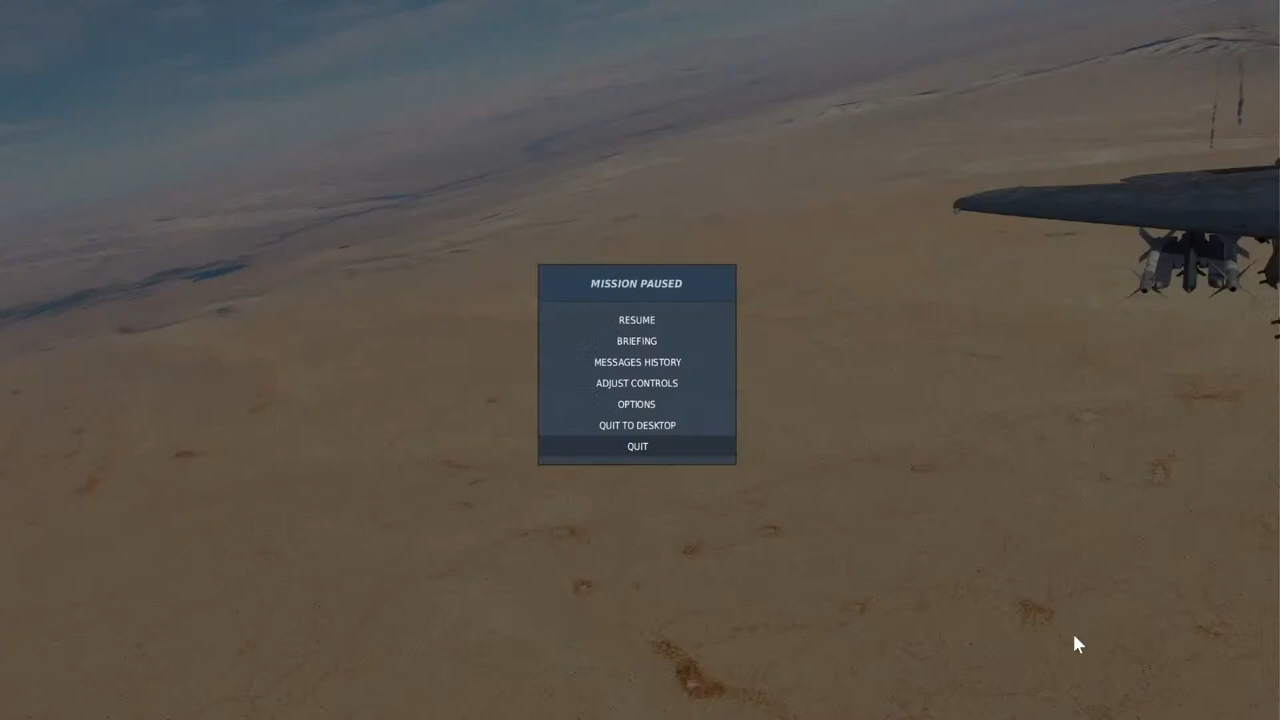 MISSION PAUSED
RESUME
BRIEFING
MESSAGES HISTORY
ADJUST CONTROLS
OPTIONS
QUIT TO DESKTOP
QUIT